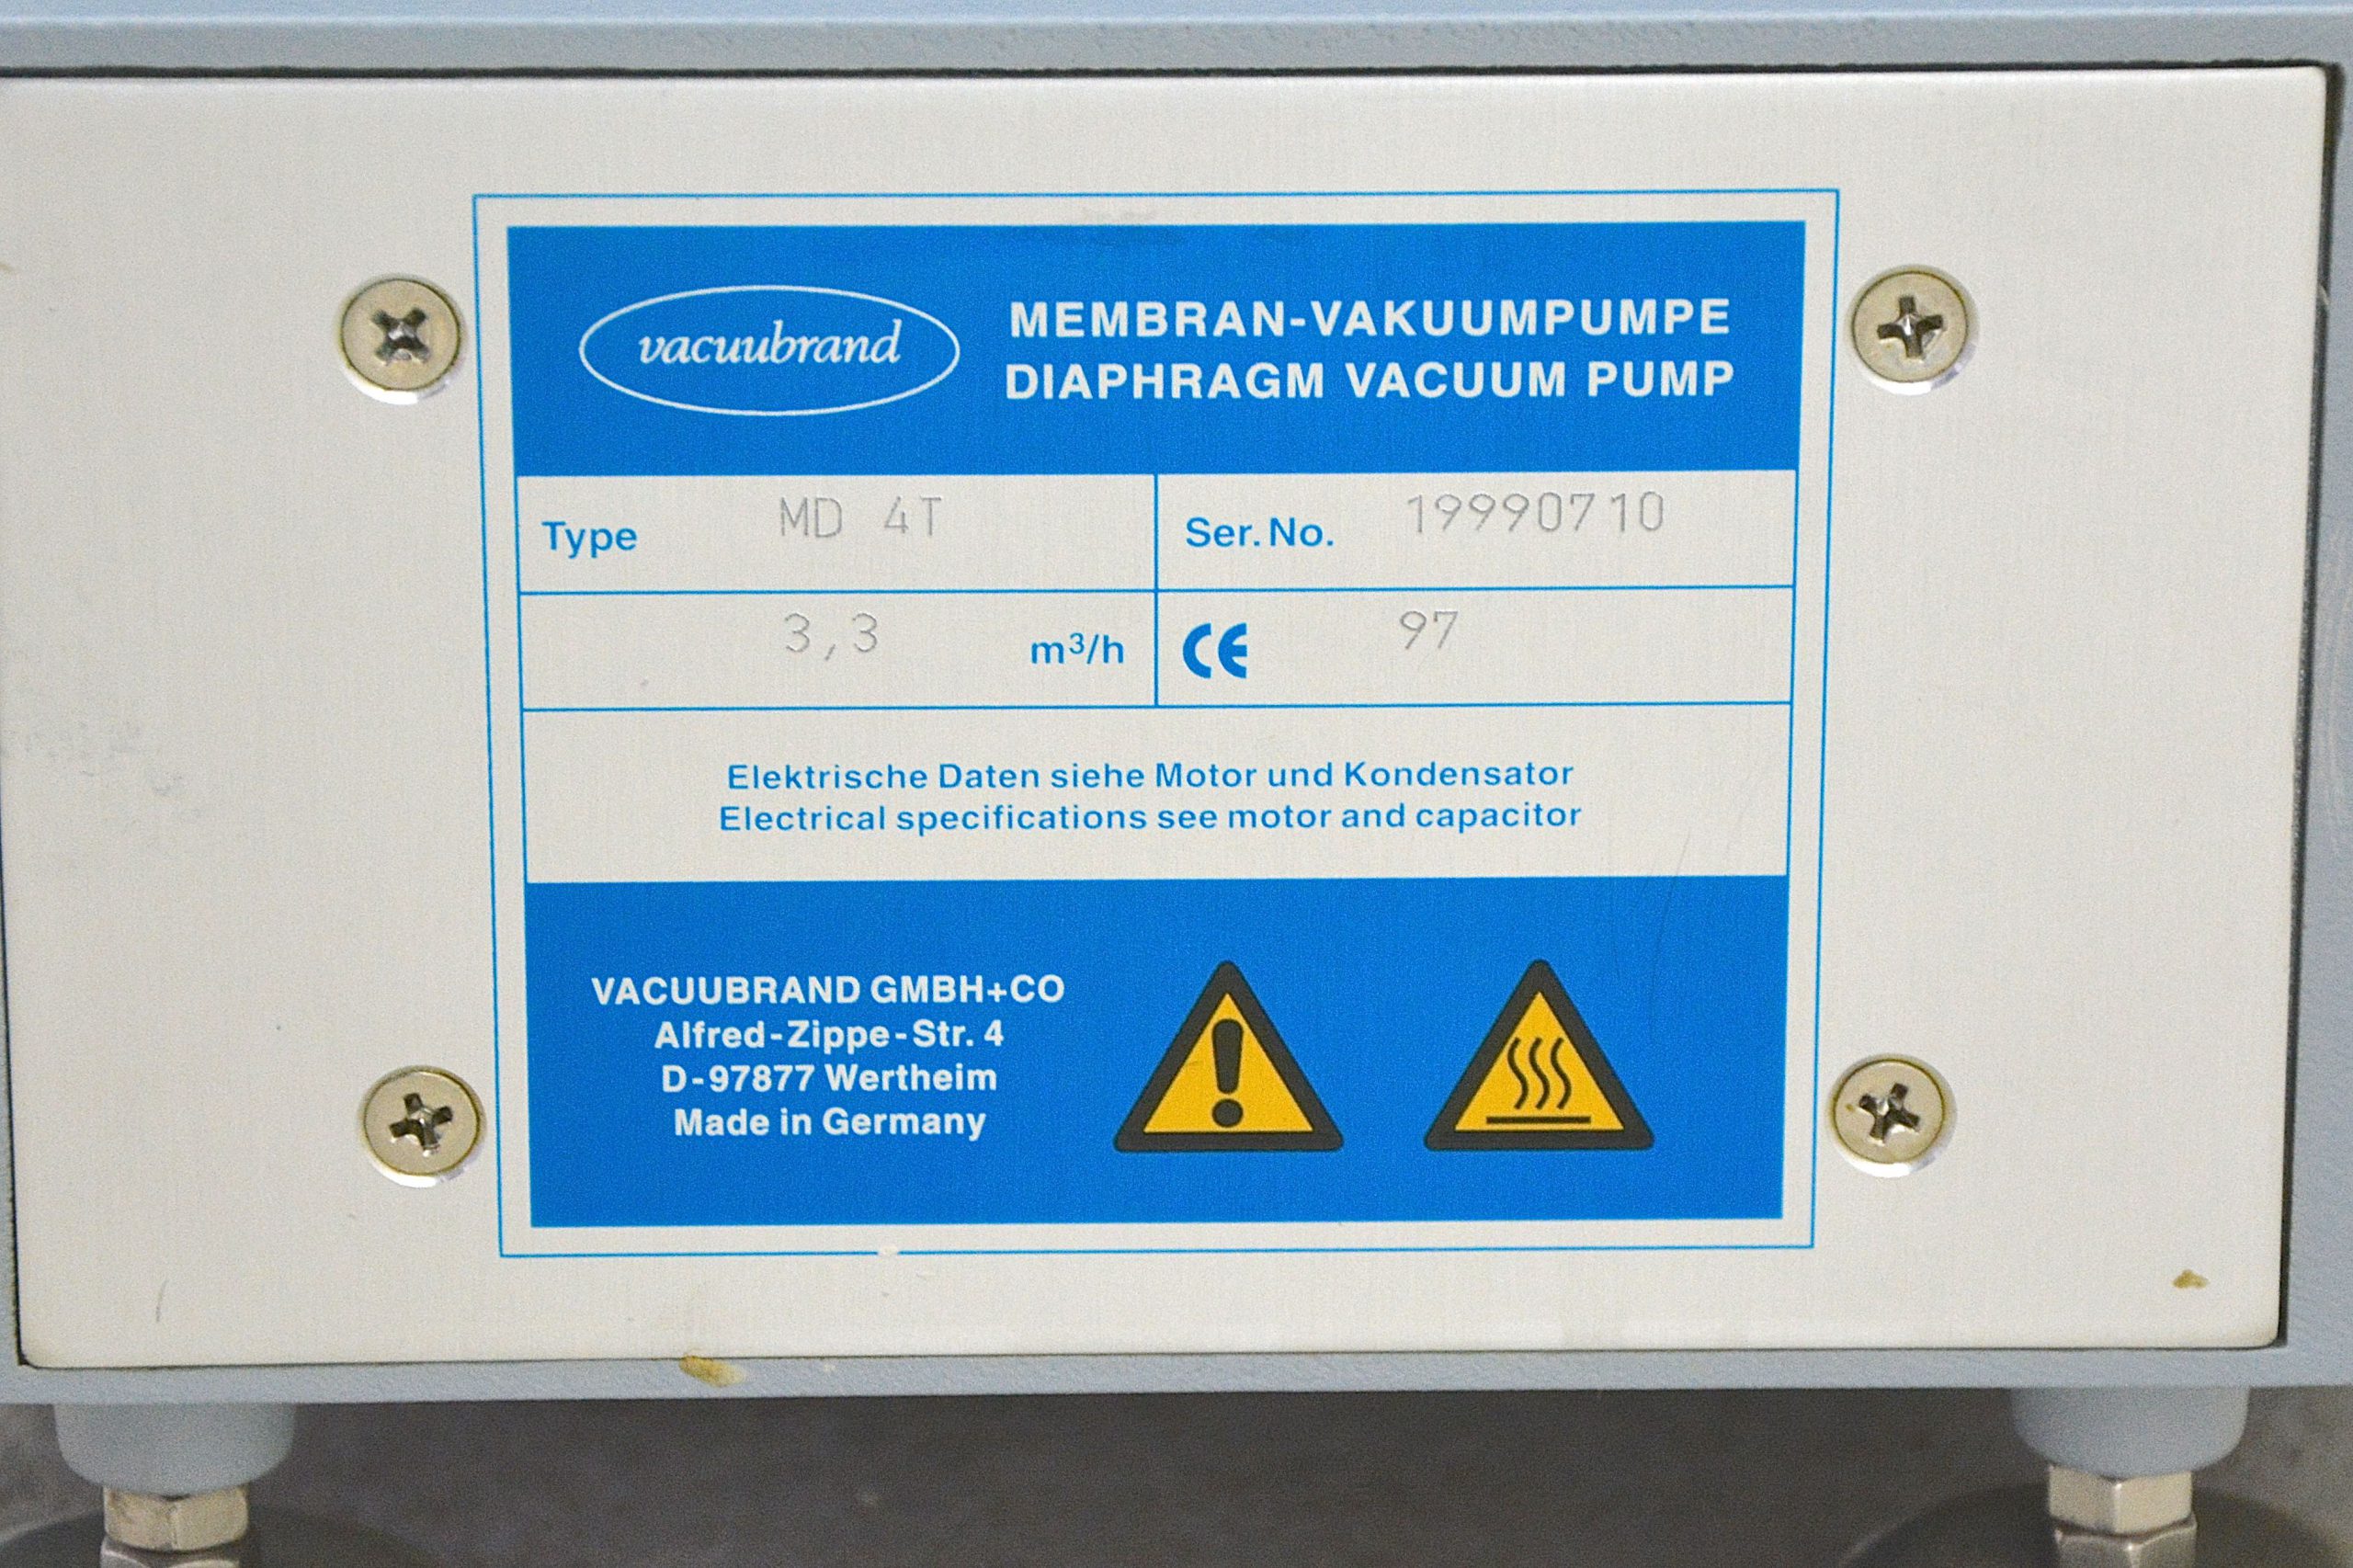 vacuubrand
MEMBRAN-VAKUUMPUMPE
DIAPHRAGM VACUUM PUMP
Type MD 4T
Ser. No. 19990710
3,3 m³/h
CE 97
Elektrische Daten siehe Motor und Kondensator
Electrical specifications see motor and capacitor
VACUUBRAND GMBH+CO
Alfred-Zippe-Str. 4
D-97877 Wertheim
Made in Germany